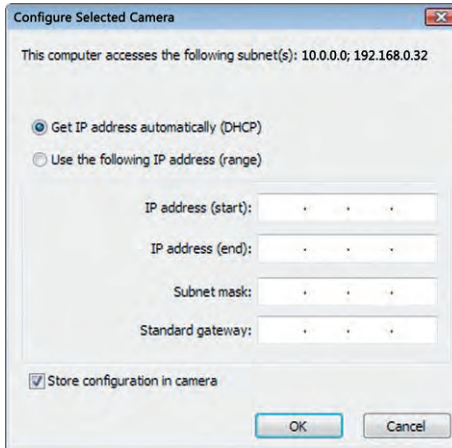 Configure Selected Camera
This computer accesses the following subnet(s): 10.0.0.0; 192.168.0.32
Get IP address automatically (DHCP)
Use the following IP address (range)
IP address (start): . . .
IP address (end): . . .
Subnet mask: . . .
Standard gateway: . . .
Store configuration in camera
OK Cancel